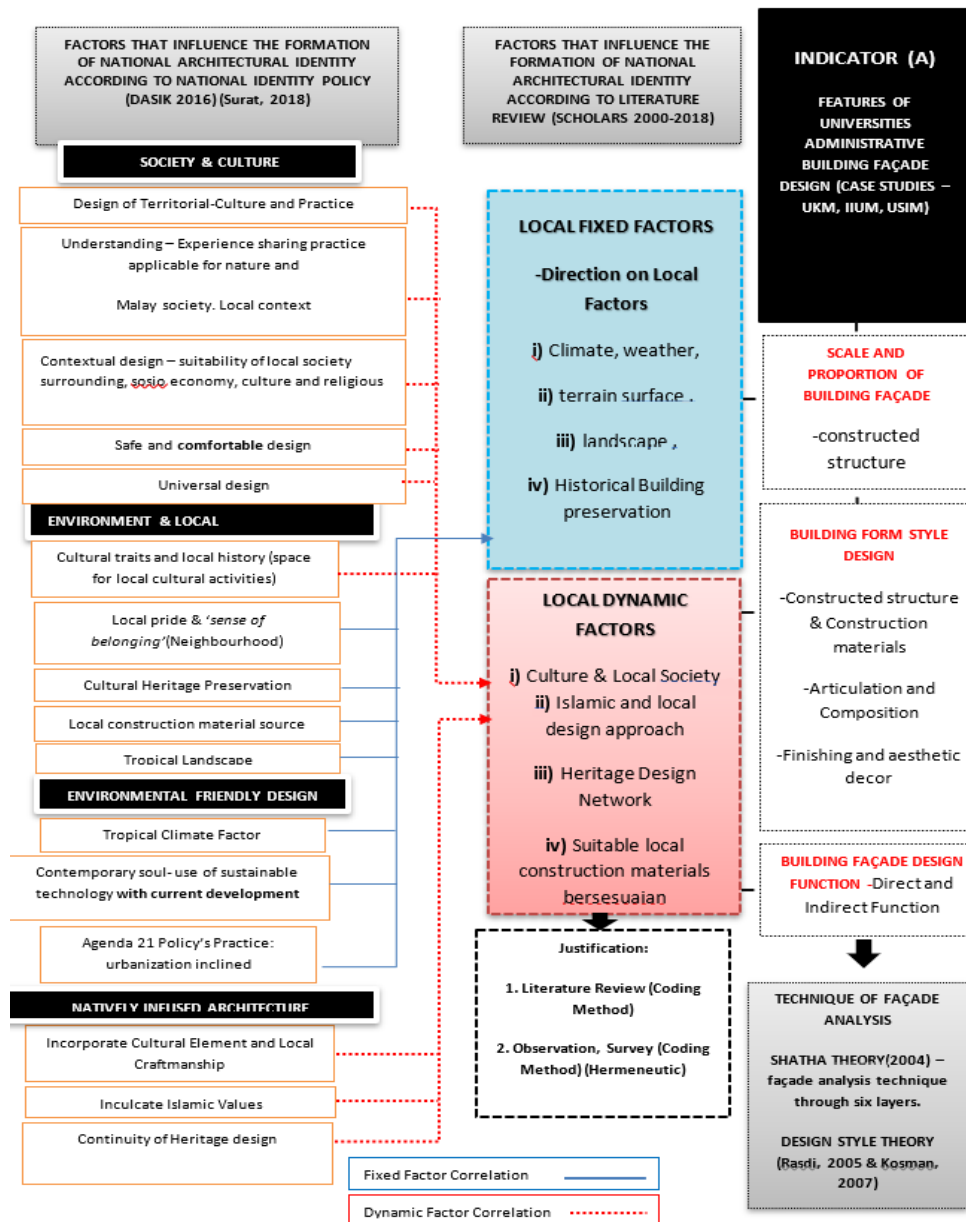 FACTORS THAT INFLUENCE THE FORMATION
OF NATIONAL ARCHITECTURAL IDENTITY
ACCORDING TO NATIONAL IDENTITY POLICY
(DASIK 2016) (Surat, 2018)
SOCIETY & CULTURE
Design of Territorial-Culture and Practice
Understanding – Experience sharing practice
applicable for nature and
Malay society. Local context
Contextual design – suitability of local society
surrounding, sosio economy, culture and religious
Safe and comfortable design
Universal design
ENVIRONMENT & LOCAL
Cultural traits and local history (space
for local cultural activities)
Local pride & ‘sense of
belonging’(Neighbourhood)
Cultural Heritage Preservation
Local construction material source
Tropical Landscape
ENVIRONMENTAL FRIENDLY DESIGN
Tropical Climate Factor
Contemporary soul- use of sustainable
technology with current development
Agenda 21 Policy’s Practice:
urbanization inclined
NATIVELY INFUSED ARCHITECTURE
Incorporate Cultural Element and Local
Craftmanship
Inculcate Islamic Values
Continuity of Heritage design
FACTORS THAT INFLUENCE THE
FORMATION OF NATIONAL
ARCHITECTURAL IDENTITY
ACCORDING TO LITERATURE
REVIEW (SCHOLARS 2000-2018)
LOCAL FIXED FACTORS
-Direction on Local
Factors
i) Climate, weather,
ii) terrain surface .
iii) landscape ,
iv) Historical Building
preservation
LOCAL DYNAMIC
FACTORS
i) Culture & Local Society
ii) Islamic and local
design approach
iii) Heritage Design
Network
iv) Suitable local
construction materials
bersesuaian
Justification:
1. Literature Review (Coding
Method)
2. Observation, Survey (Coding
Method) (Hermeneutic)
Fixed Factor Correlation
Dynamic Factor Correlation
INDICATOR (A)
FEATURES OF
UNIVERSITIES
ADMINISTRATIVE
BUILDING FAÇADE
DESIGN (CASE STUDIES –
UKM, IIUM, USIM)
SCALE AND
PROPORTION OF
BUILDING FAÇADE
-constructed
structure
BUILDING FORM STYLE
DESIGN
-Constructed structure
& Construction
materials
-Articulation and
Composition
-Finishing and aesthetic
decor
BUILDING FAÇADE DESIGN
FUNCTION -Direct and
Indirect Function
TECHNIQUE OF FAÇADE
ANALYSIS
SHATHA THEORY(2004) –
façade analysis technique
through six layers.
DESIGN STYLE THEORY
(Rasdi, 2005 & Kosman,
2007)